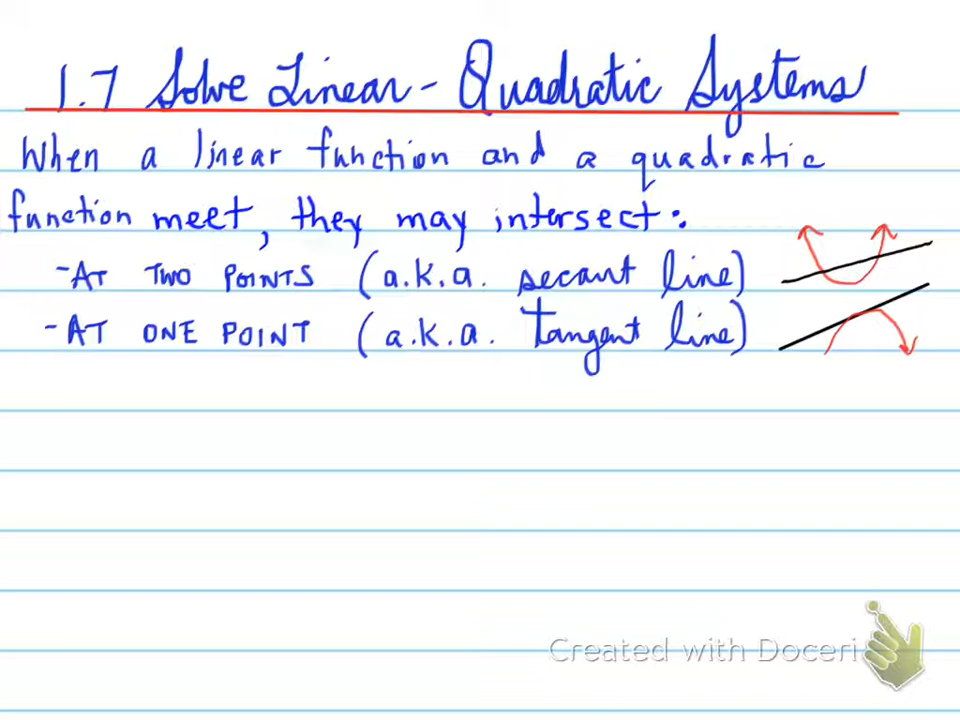 1.7 Solve Linear - Quadratic Systems
When a linear function and a quadratic
function meet, they may intersect:
- AT TWO POINTS (a.k.a. secant line)
- AT ONE POINT (a.k.a. tangent line)
Created with Doceri